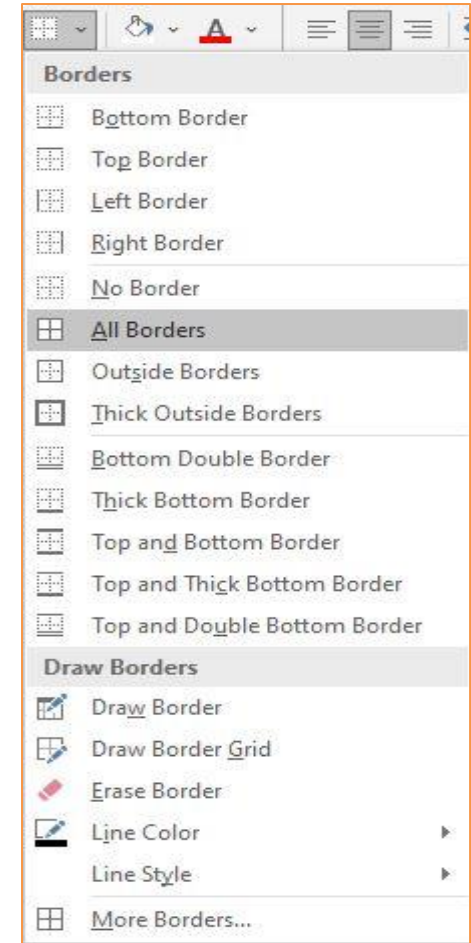 A
Borders
Bottom Border
Top Border
Left Border
Right Border
No Border
All Borders
Outside Borders
Thick Outside Borders
Bottom Double Border
Thick Bottom Border
Top and Bottom Border
Top and Thick Bottom Border
Top and Double Bottom Border
Draw Borders
Draw Border
Draw Border Grid
Erase Border
Line Color
Line Style
More Borders...